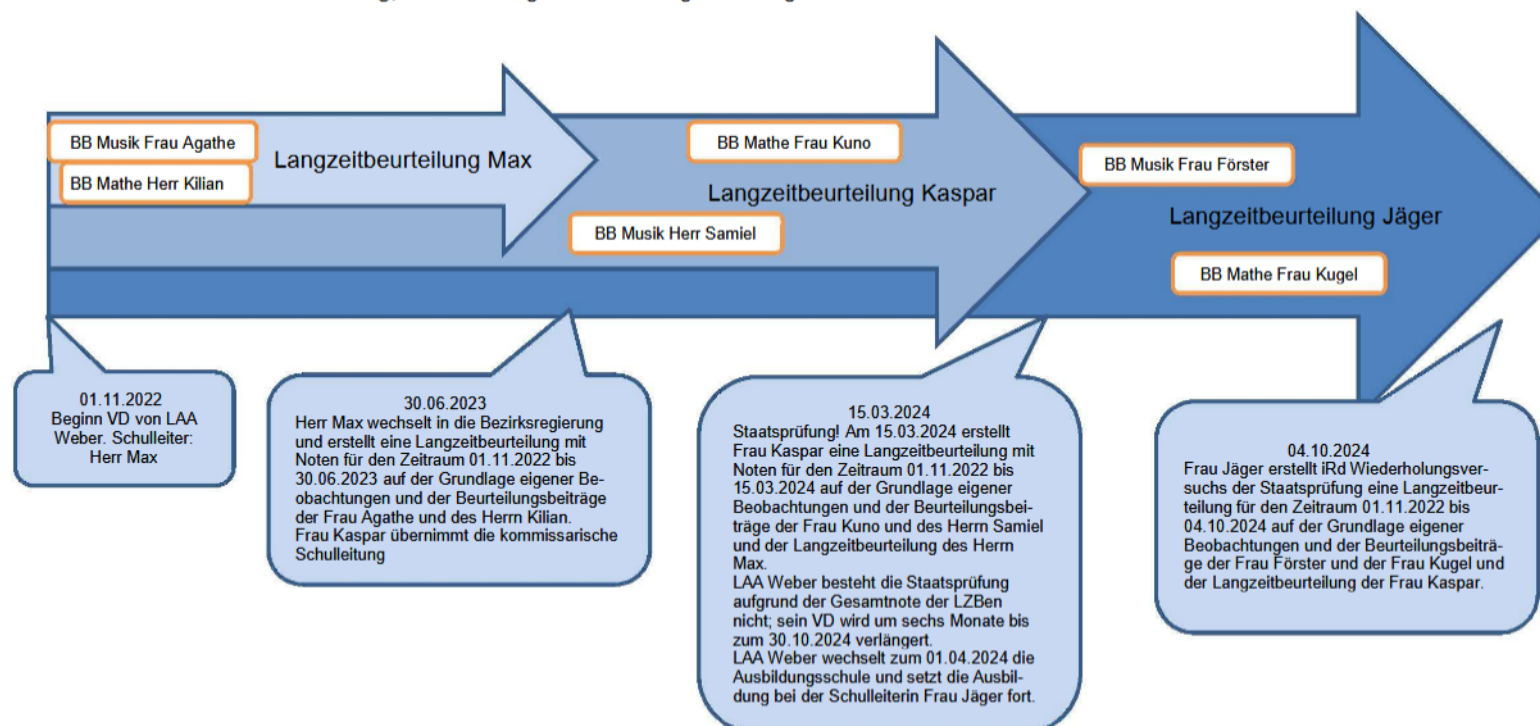 BB Musik Frau Agathe
BB Mathe Herr Kilian
Langzeitbeurteilung Max
BB Mathe Frau Kuno
Langzeitbeurteilung Kaspar
BB Musik Herr Samiel
BB Musik Frau Förster
Langzeitbeurteilung Jäger
BB Mathe Frau Kugel
01.11.2022
Beginn VD von LAA
Weber. Schulleiter:
Herr Max
30.06.2023
Herr Max wechselt in die Bezirksregierung
und erstellt eine Langzeitbeurteilung mit
Noten für den Zeitraum 01.11.2022 bis
30.06.2023 auf der Grundlage eigener Be-
obachtungen und der Beurteilungsbeiträge
der Frau Agathe und des Herrn Kilian.
Frau Kaspar übernimmt die kommissarische
Schulleitung
15.03.2024
Staatsprüfung! Am 15.03.2024 erstellt
Frau Kaspar eine Langzeitbeurteilung mit
Noten für den Zeitraum 01.11.2022 bis
15.03.2024 auf der Grundlage eigener
Beobachtungen und der Beurteilungsbei-
träge der Frau Kuno und des Herrn Samiel
und der Langzeitbeurteilung des Herrn
Max.
LAA Weber besteht die Staatsprüfung
aufgrund der Gesamtnote der LZBen
nicht; sein VD wird um sechs Monate bis
zum 30.10.2024 verlängert.
LAA Weber wechselt zum 01.04.2024 die
Ausbildungsschule und setzt die Ausbil-
dung bei der Schulleiterin Frau Jäger fort.
04.10.2024
Frau Jäger erstellt iRd Wiederholungsver-
suchs der Staatsprüfung eine Langzeitbeur-
teilung für den Zeitraum 01.11.2022 bis
04.10.2024 auf der Grundlage eigener
Beobachtungen und der Beurteilungsbeiträ-
ge der Frau Förster und der Frau Kugel und
der Langzeitbeurteilung der Frau Kaspar.